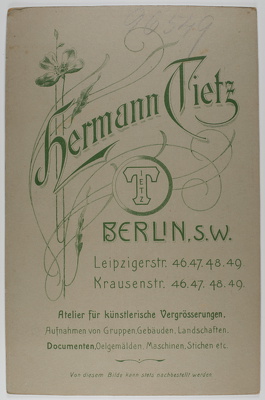 Hermann Tietz
TIETZ
BERLIN, S.W.
Leipzigerstr. 46.47.48.49
Krausenstr. 46.47.48.49.
Atelier für künstlerische Vergrösserungen,
Aufnahmen von Gruppen, Gebäuden, Landschaften,
Documenten, Oelgemälden, Maschinen, Stichen etc.
Von diesem Bilde kann stets nachbestellt werden.